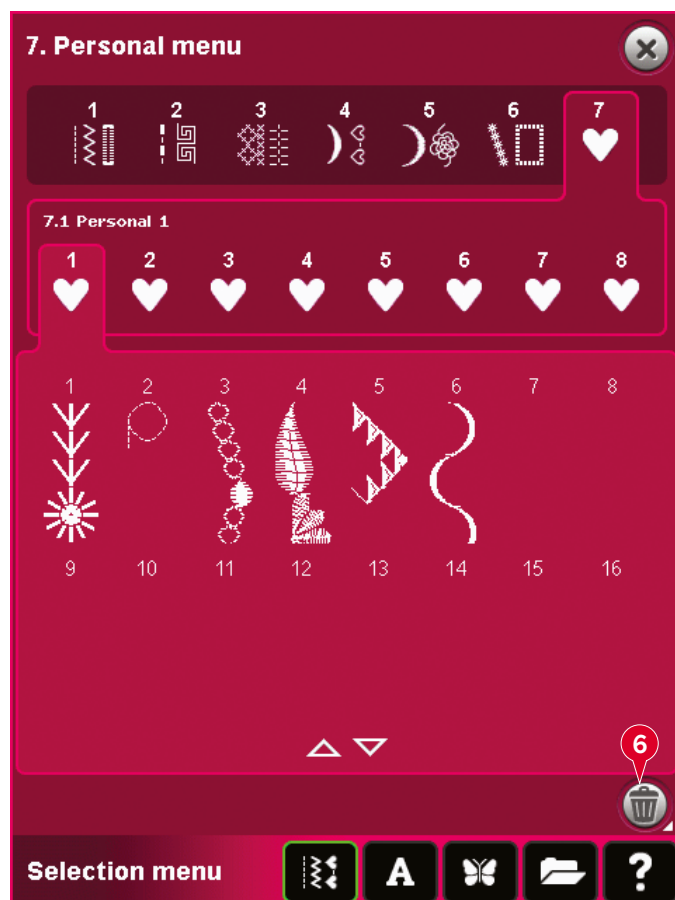 7. Personal menu
1 2 3 4 5 6 7
7.1 Personal 1
1 2 3 4 5 6 7 8
1 2 3 4 5 6 7 8
9 10 11 12 13 14 15 16
6
Selection menu A ?